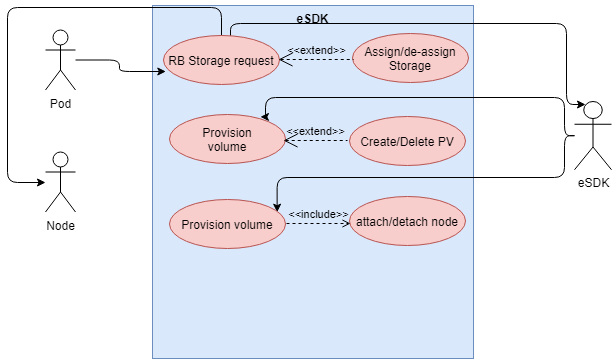 eSDK
RB Storage request
<<extend>>
Assign/de-assign
Storage
Pod
Provision
volume
<<extend>>
Create/Delete PV
eSDK
Node
Provision volume
<<include>>
attach/detach node